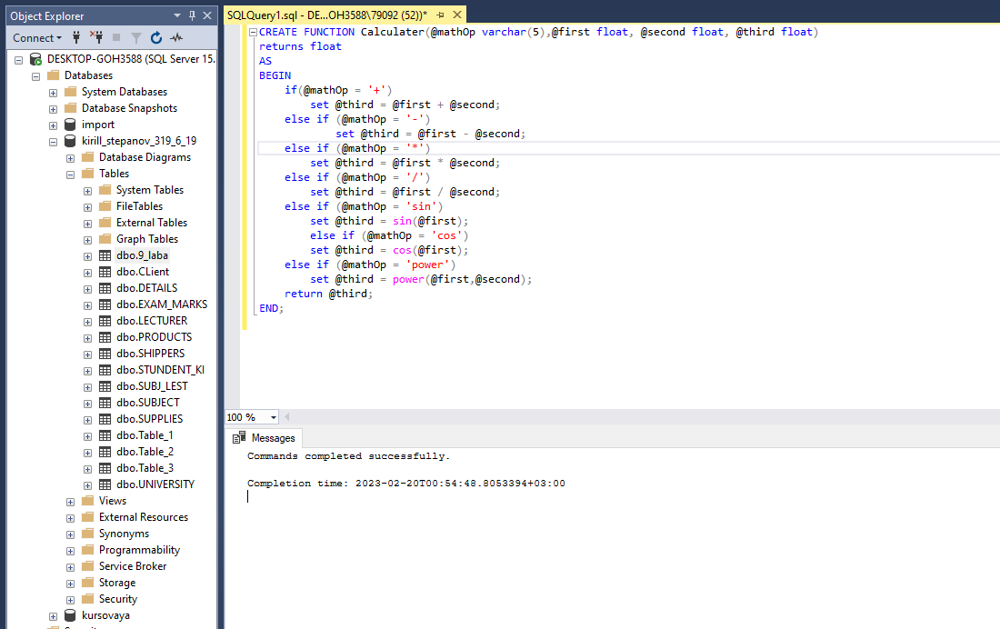 Object Explorer
Connect
DESKTOP-GOH3588 (SQL Server 15.
Databases
System Databases
Database Snapshots
import
kirill_stepanov_319_6_19
Database Diagrams
Tables
System Tables
FileTables
External Tables
Graph Tables
dbo.9_laba
dbo.CLient
dbo.DETAILS
dbo.EXAM_MARKS
dbo.LECTURER
dbo.PRODUCTS
dbo.SHIPPERS
dbo.STUNDENT_KI
dbo.SUBJ_LEST
dbo.SUBJECT
dbo.SUPPLIES
dbo.Table_1
dbo.Table_2
dbo.Table_3
dbo.UNIVERSITY
Views
External Resources
Synonyms
Programmability
Service Broker
Storage
Security
kursovaya
SQLQuery1.sql - DE...OH3588\79092 (52))*
CREATE FUNCTION Calculater(@mathOp varchar(5),@first float, @second float, @third float)
returns float
AS
BEGIN
if(@mathOp = '+')
set @third = @first + @second;
else if (@mathOp = '-')
set @third = @first - @second;
else if (@mathOp = '*')
set @third = @first * @second;
else if (@mathOp = '/')
set @third = @first / @second;
else if (@mathOp = 'sin')
set @third = sin(@first);
else if (@mathOp = 'cos')
set @third = cos(@first);
else if (@mathOp = 'power')
set @third = power(@first,@second);
return @third;
END;
100 %
Messages
Commands completed successfully.
Completion time: 2023-02-20T00:54:48.8053394+03:00